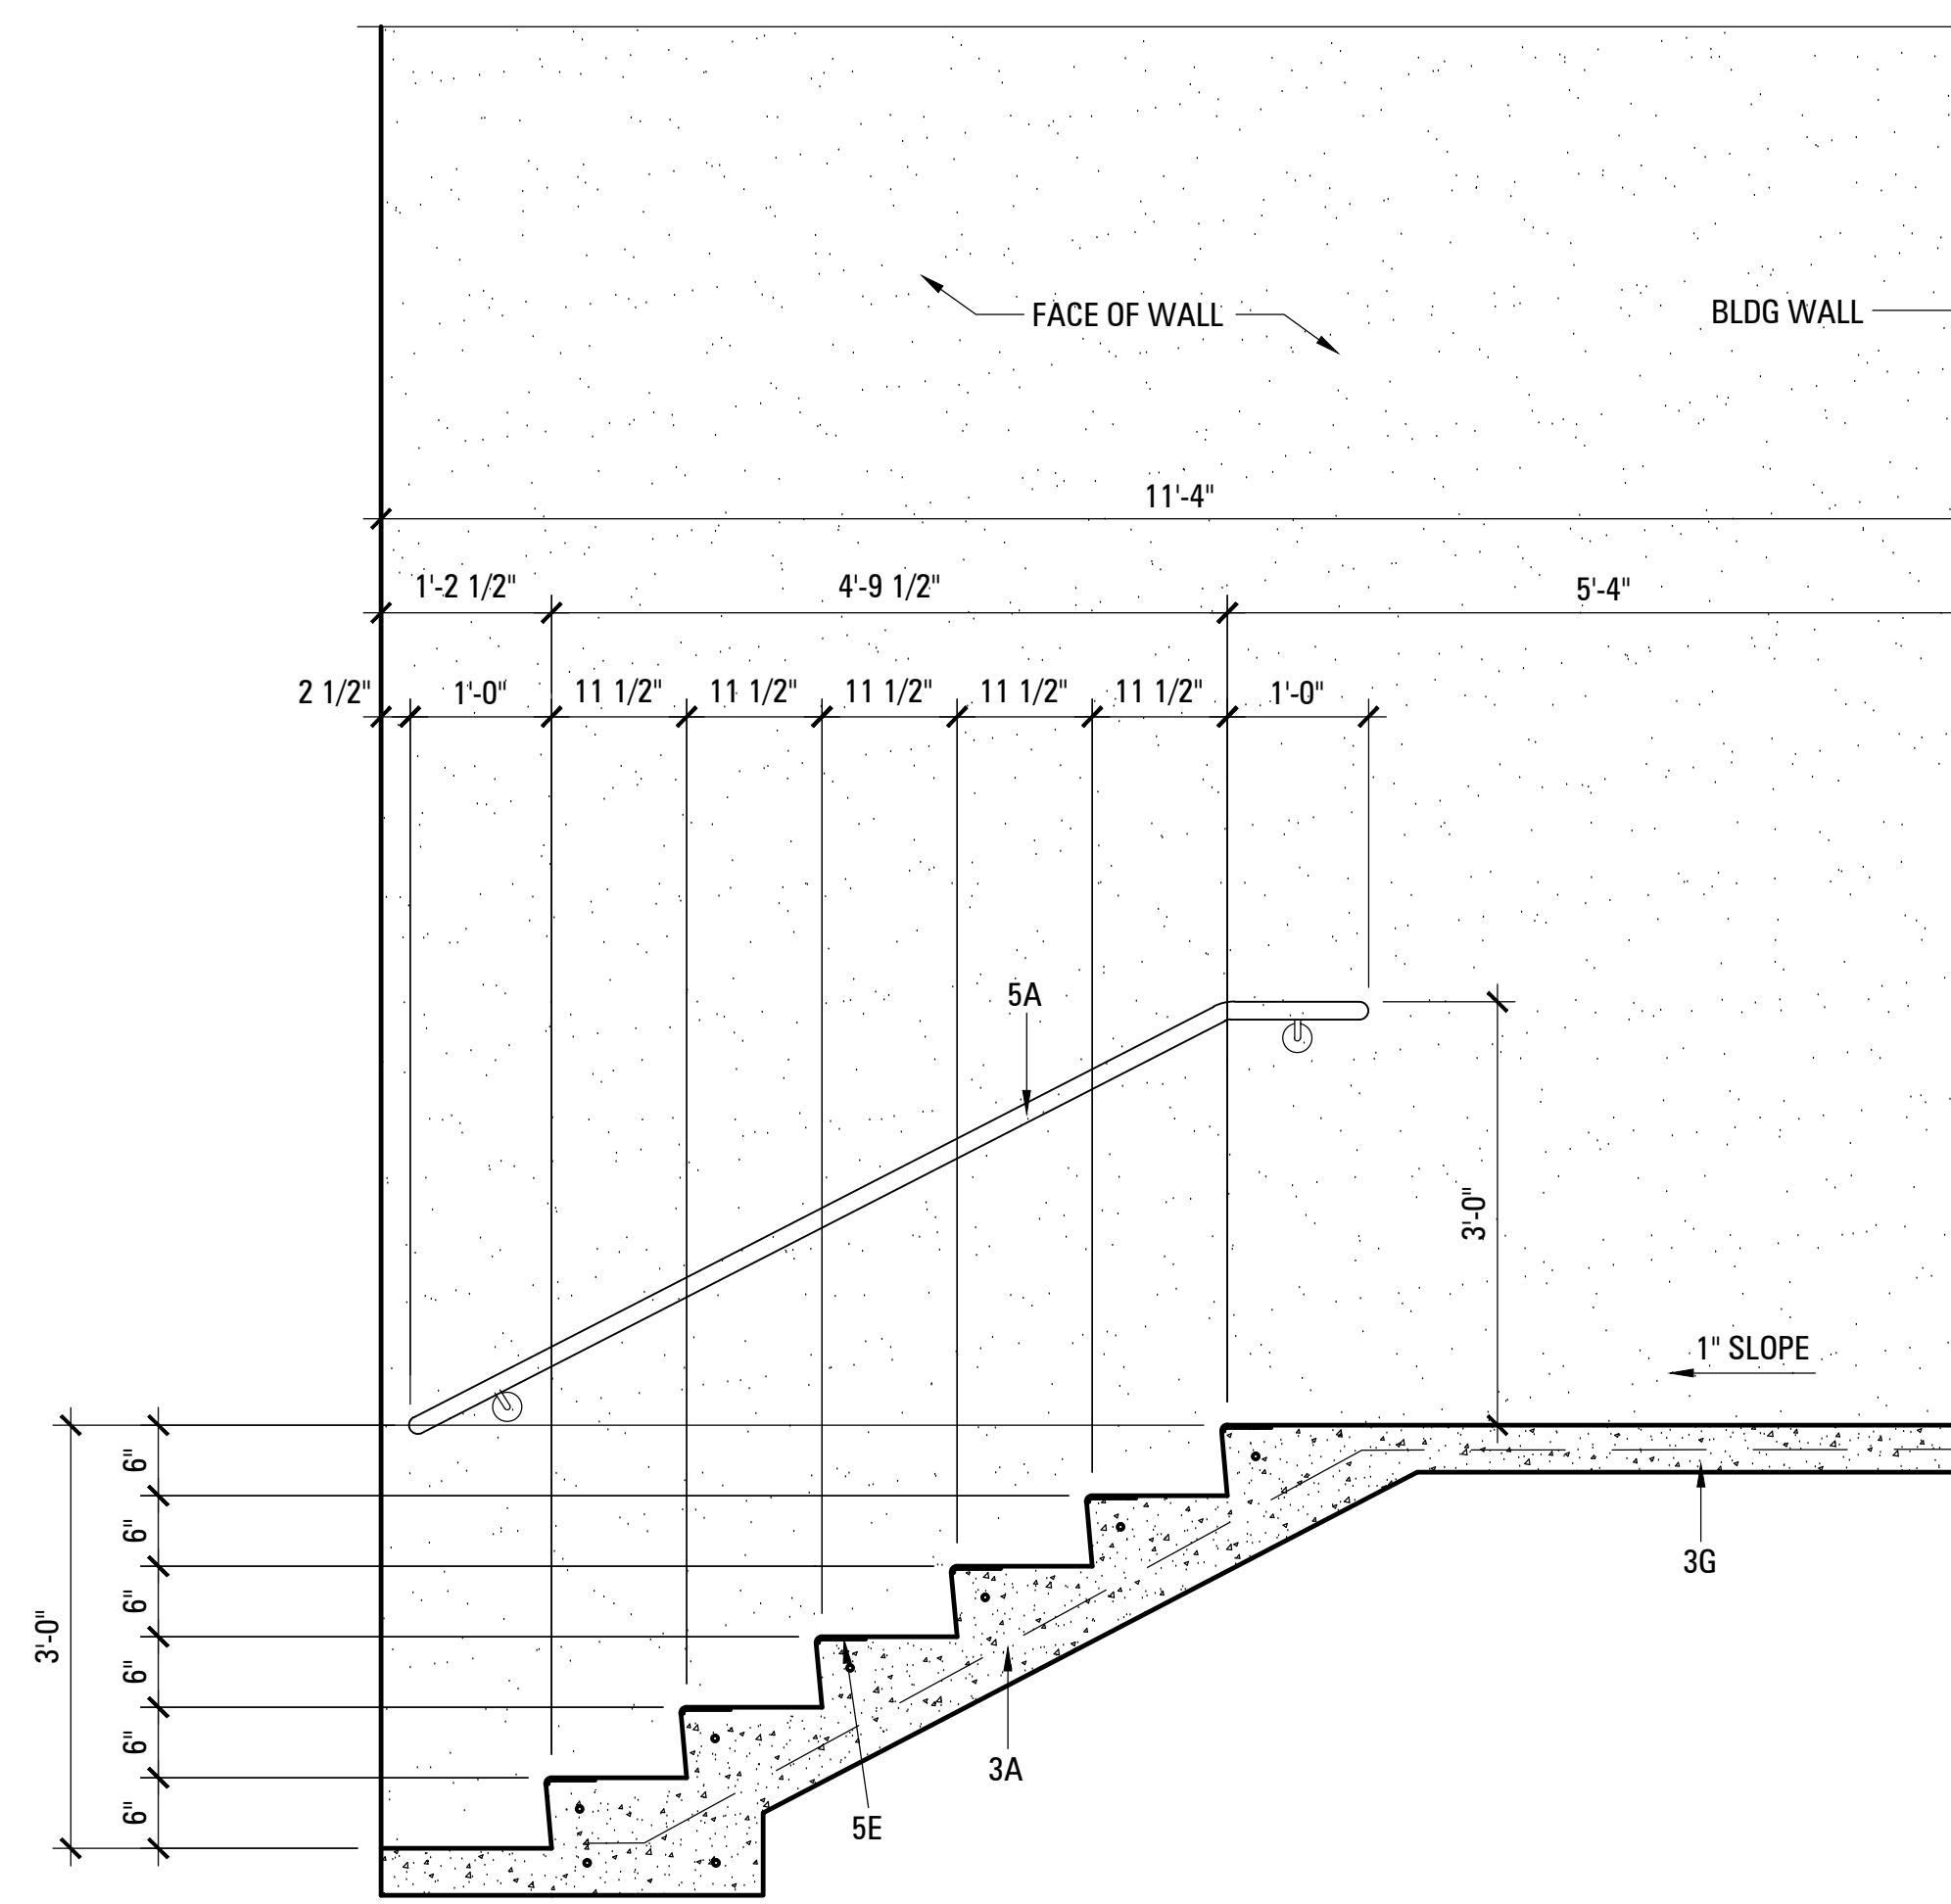 FACE OF WALL
BLDG WALL
11'-4"
1'-2 1/2"
4'-9 1/2"
5'-4"
2 1/2"
1'-0"
11 1/2"
11 1/2"
11 1/2"
11 1/2"
11 1/2"
1'-0"
5A
3'-0"
1" SLOPE
6"
6"
6"
6"
6"
6"
3'-0"
3G
3A
5E